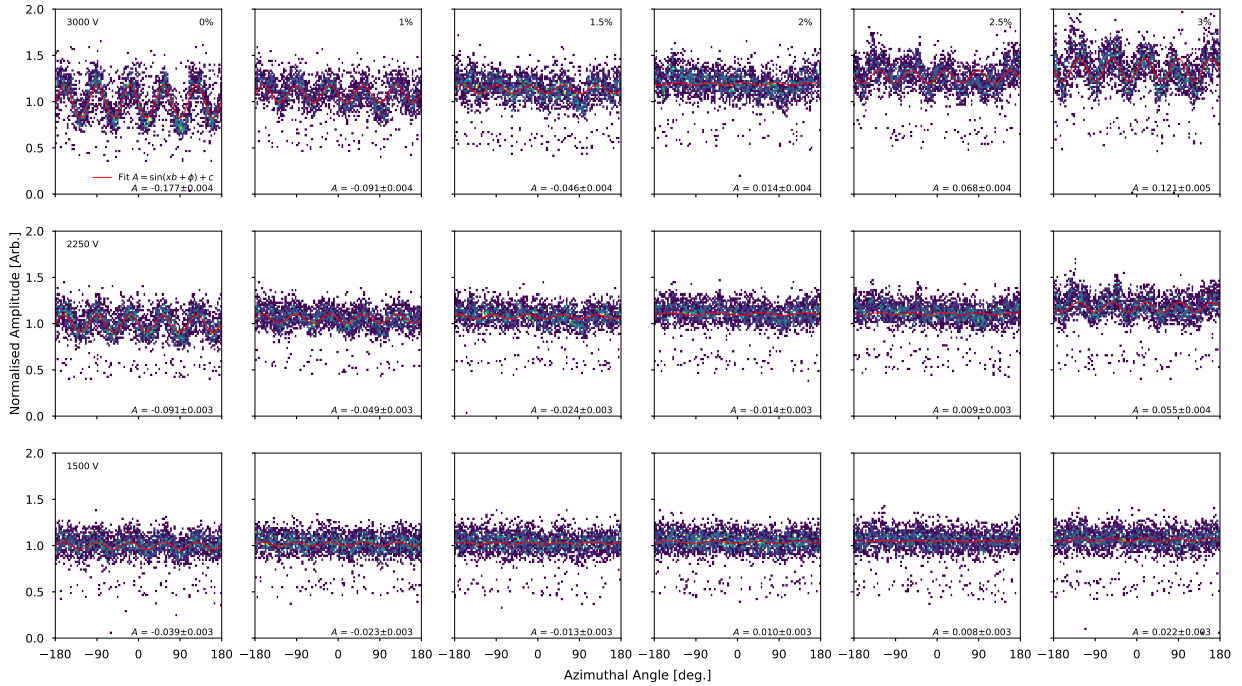 2.0
1.5
1.0
0.5
0.0
3000 V
0%
1%
1.5%
2%
2.5%
3%
Fit A = sin(xb + ϕ) + c
A = -0.177±0.004
A = -0.091±0.004
A = -0.046±0.004
A = 0.014±0.004
A = 0.068±0.004
A = 0.121±0.005
Normalised Amplitude [Arb.]
2.0
1.5
1.0
0.5
0.0
2250 V
A = -0.091±0.003
A = -0.049±0.003
A = -0.024±0.003
A = -0.014±0.003
A = 0.009±0.003
A = 0.055±0.004
2.0
1.5
1.0
0.5
0.0
1500 V
A = -0.039±0.003
A = -0.023±0.003
A = -0.013±0.003
A = 0.010±0.003
A = 0.008±0.003
A = 0.022±0.003
−180 −90 0 90 180
−180 −90 0 90 180
−180 −90 0 90 180
−180 −90 0 90 180
−180 −90 0 90 180
−180 −90 0 90 180
Azimuthal Angle [deg.]